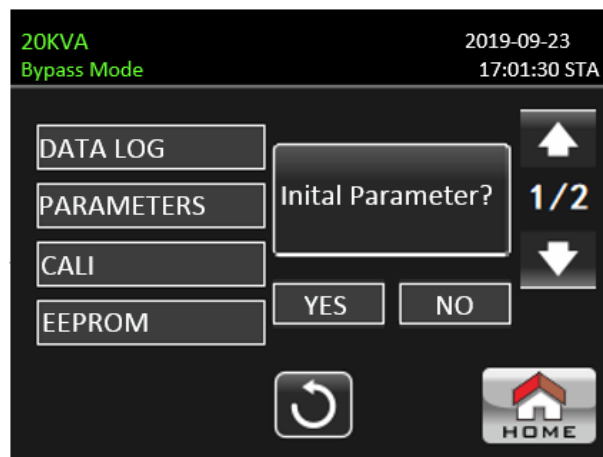 20KVA
2019-09-23
Bypass Mode
17:01:30 STA
DATA LOG
PARAMETERS
CALI
EEPROM
Inital Parameter?
YES
NO
1/2
HOME